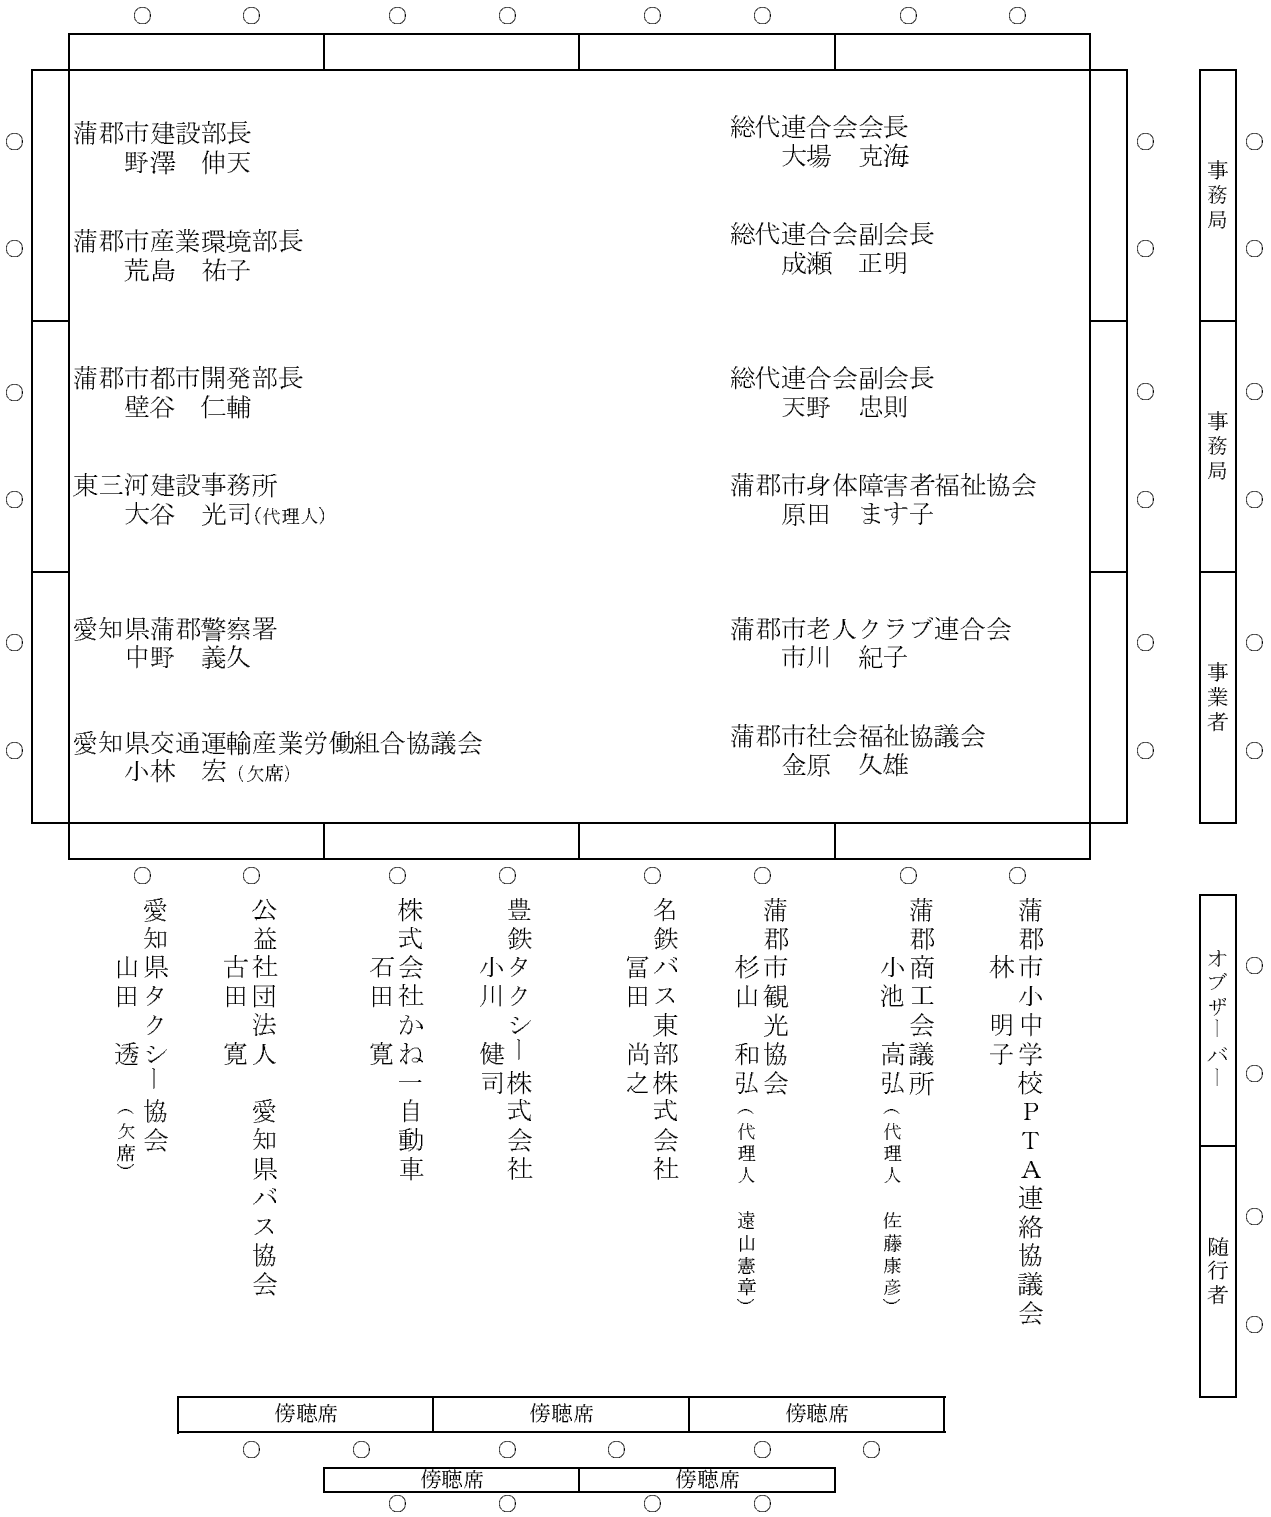 蒲郡市建設部長
野澤　伸天
蒲郡市産業環境部長
荒島　祐子
蒲郡市都市開発部長
壁谷　仁輔
東三河建設事務所
大谷　光司（代理人）
愛知県蒲郡警察署
中野　義久
愛知県交通運輸産業労働組合協議会
小林　宏（欠席）
総代連合会会長
大場　克海
総代連合会副会長
成瀬　正明
総代連合会副会長
天野　忠則
蒲郡市身体障害者福祉協会
原田　ます子
蒲郡市老人クラブ連合会
市川　紀子
蒲郡市社会福祉協議会
金原　久雄
事務局
事務局
事業者
オブザーバー
随行者
蒲郡市小中学校ＰＴＡ連絡協議会
林　明子
蒲郡商工会議所
小池　高弘（代理人　佐藤康彦）
蒲郡市観光協会
杉山　和弘（代理人　遠山憲章）
名鉄バス東部株式会社
冨田　尚之
豊鉄タクシー株式会社
小川　健司
株式会社かね一自動車
石田　寛
公益社団法人　愛知県バス協会
古田　寛
愛知県タクシー協会
山田　透（欠席）
傍聴席
傍聴席
傍聴席
傍聴席
傍聴席